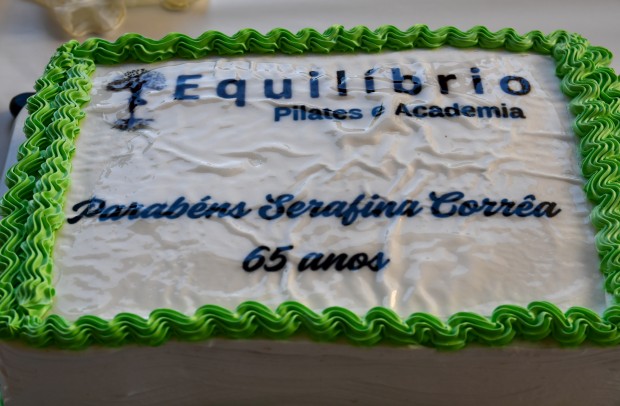 Equilíbrio
Pilates e Academia
Parabéns Serafina Corrêa
65 anos